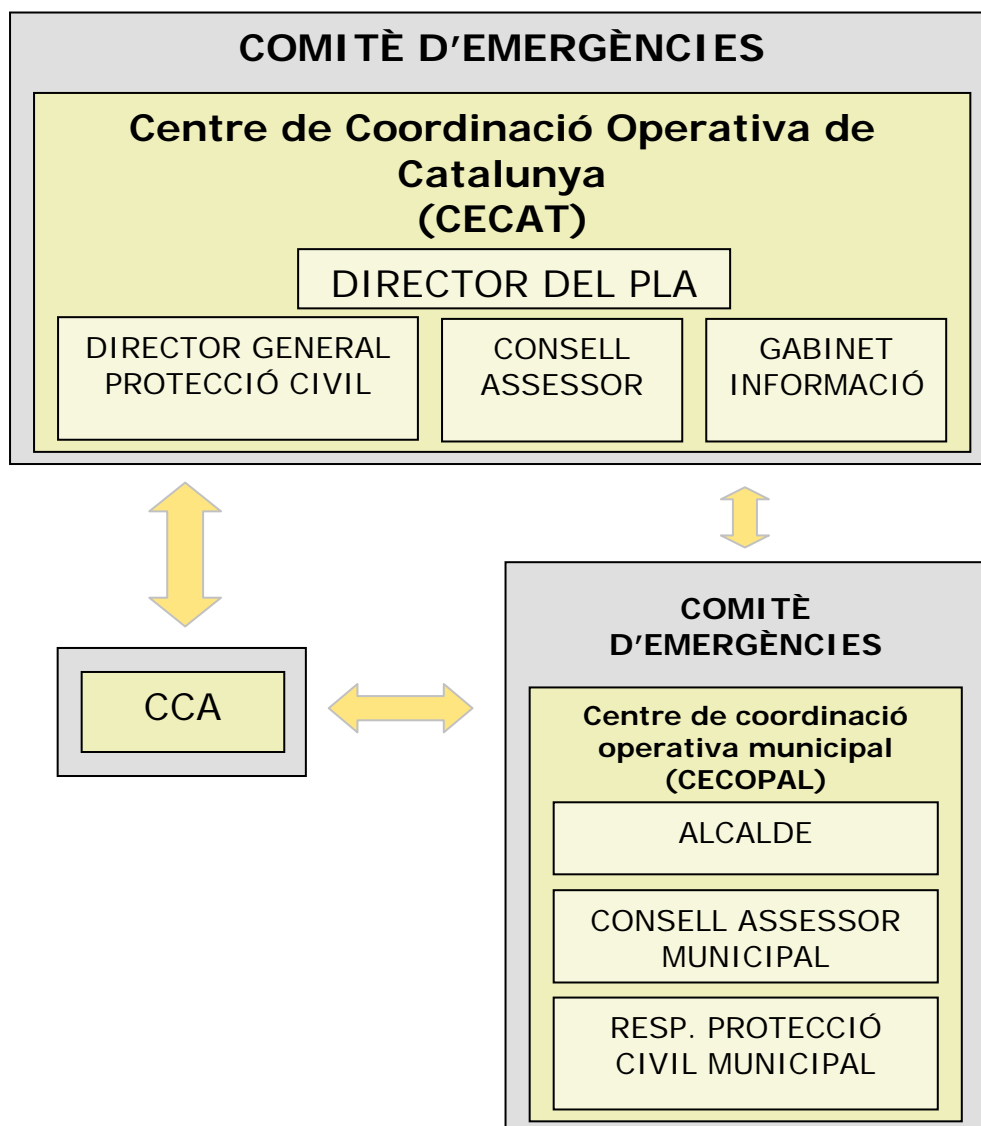 COMITÈ D'EMERGÈNCIES
Centre de Coordinació Operativa de
Catalunya
(CECAT)
DIRECTOR DEL PLA
DIRECTOR GENERAL
PROTECCIÓ CIVIL
CONSELL
ASSESSOR
GABINET
INFORMACIÓ
CCA
COMITÈ
D'EMERGÈNCIES
Centre de coordinació
operativa municipal
(CECOPAL)
ALCALDE
CONSELL ASSESSOR
MUNICIPAL
RESP. PROTECCIÓ
CIVIL MUNICIPAL